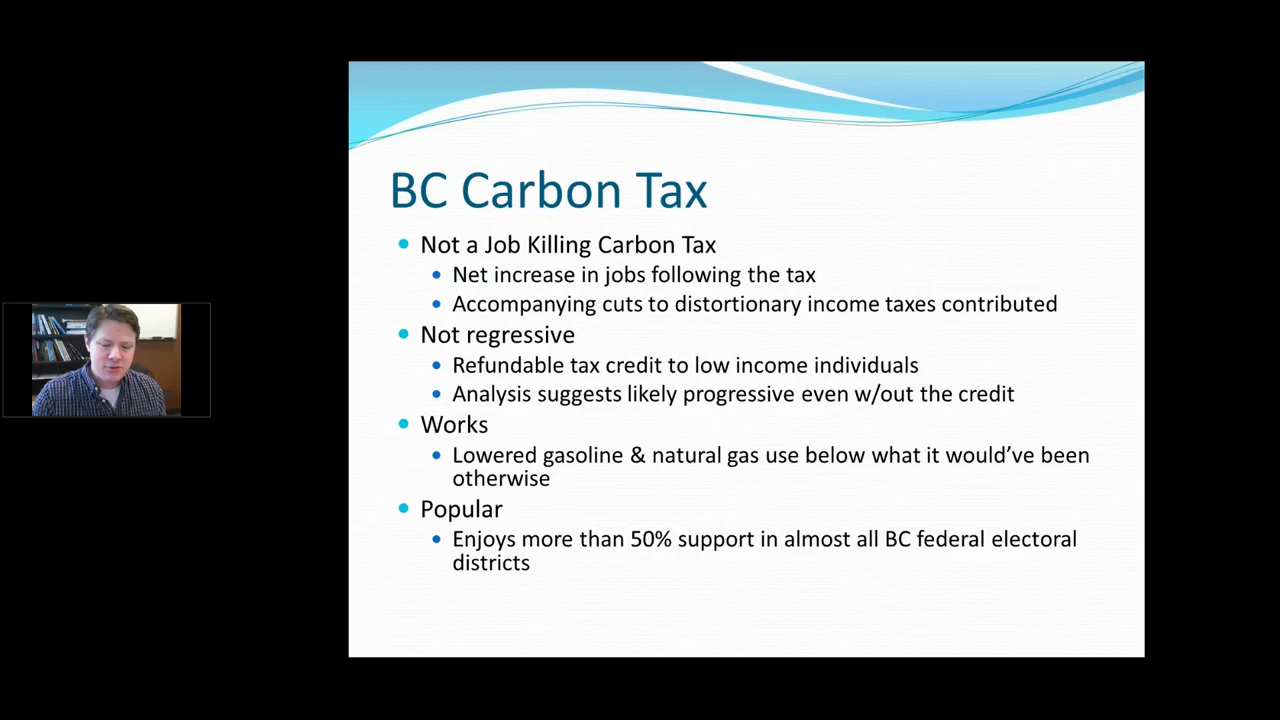 BC Carbon Tax
• Not a Job Killing Carbon Tax
• Net increase in jobs following the tax
• Accompanying cuts to distortionary income taxes contributed
• Not regressive
• Refundable tax credit to low income individuals
• Analysis suggests likely progressive even w/out the credit
• Works
• Lowered gasoline & natural gas use below what it would’ve been
otherwise
• Popular
• Enjoys more than 50% support in almost all BC federal electoral
districts